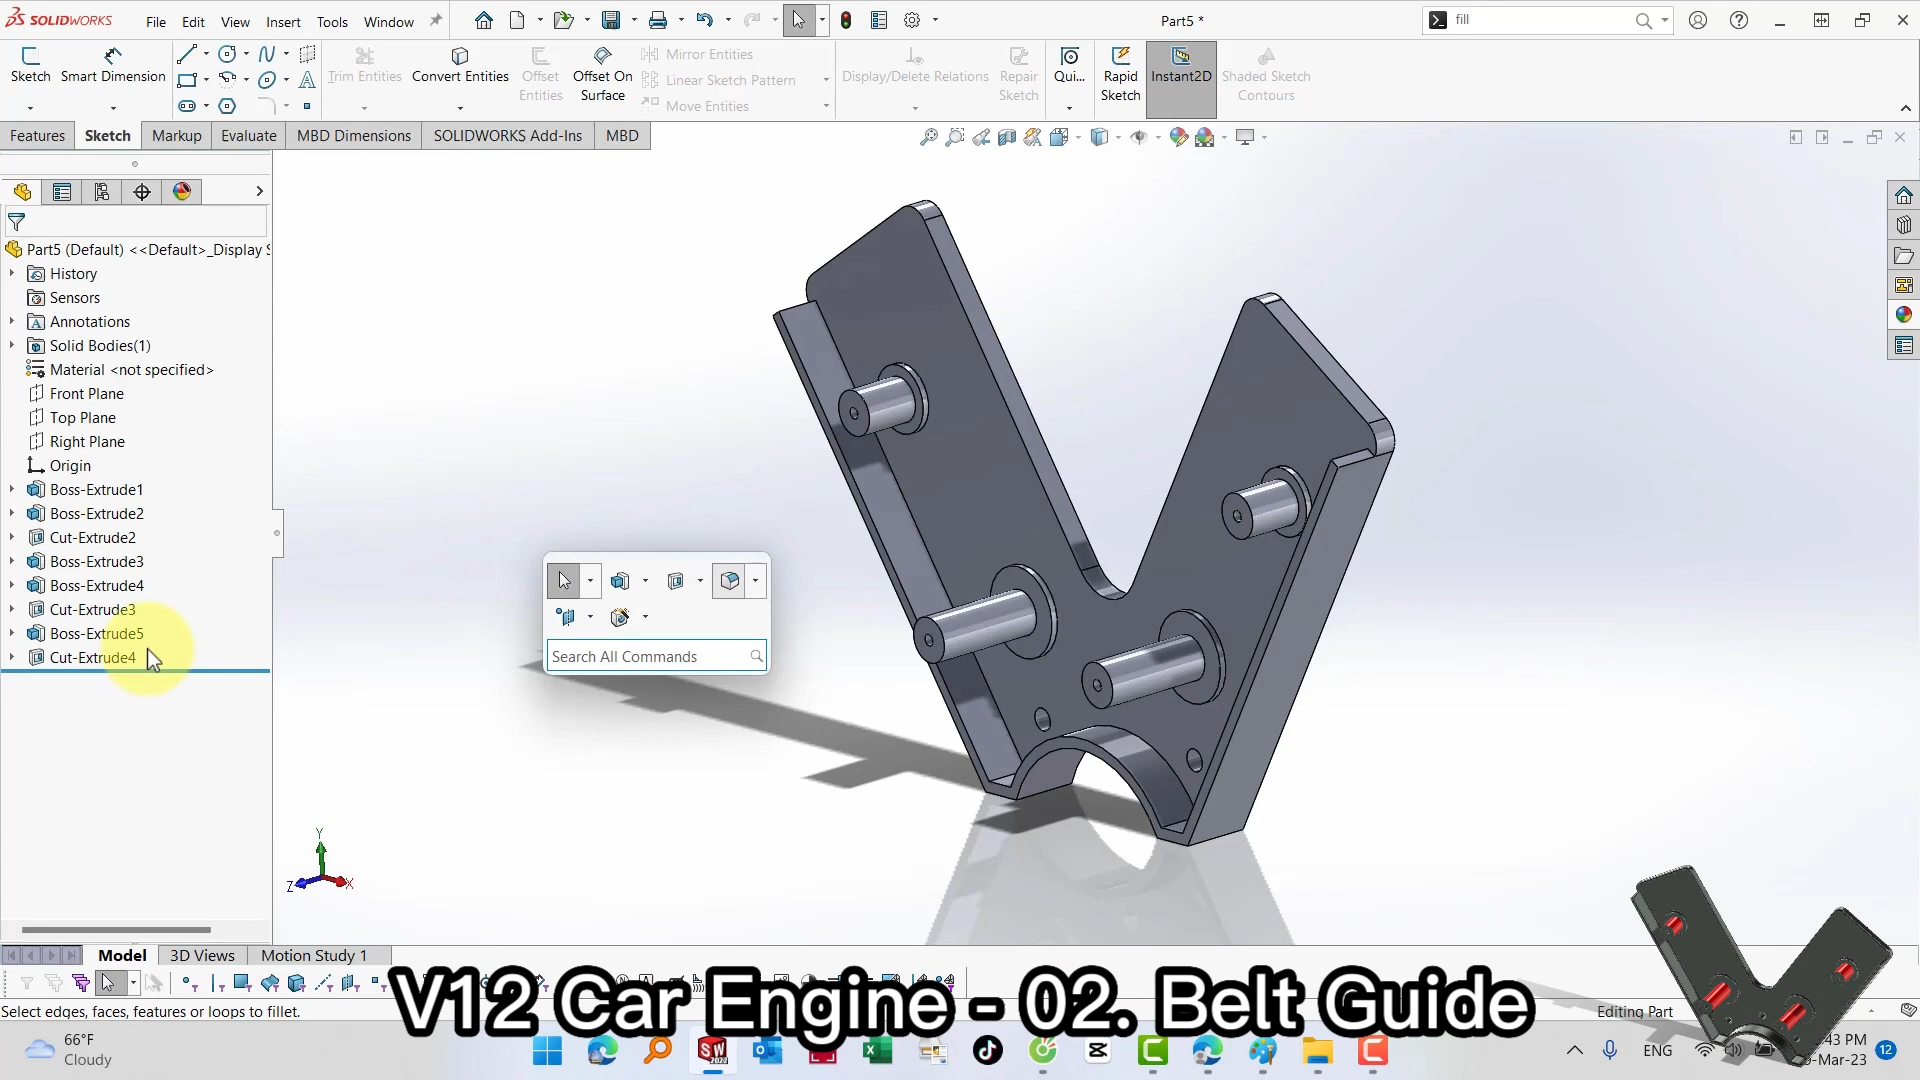 SOLIDWORKS
File Edit View Insert Tools Window
Part5 *
fill
Sketch
Smart Dimension
Trim Entities
Convert Entities
Offset Entities
Offset On Surface
Mirror Entities
Linear Sketch Pattern
Move Entities
Display/Delete Relations
Repair Sketch
Qui...
Rapid Sketch
Instant2D
Shaded Sketch Contours
Features Sketch Markup Evaluate MBD Dimensions SOLIDWORKS Add-Ins MBD
Part5 (Default) <<Default>_Display S
History
Sensors
Annotations
Solid Bodies(1)
Material <not specified>
Front Plane
Top Plane
Right Plane
Origin
Boss-Extrude1
Boss-Extrude2
Cut-Extrude2
Boss-Extrude3
Boss-Extrude4
Cut-Extrude3
Boss-Extrude5
Cut-Extrude4
Search All Commands
Y
Z
X
Model 3D Views Motion Study 1
V12 Car Engine - 02. Belt Guide
Select edges, faces, features or loops to fillet.
Editing Part
66°F
Cloudy
SW
2022
ENG
:43 PM
-Mar-23
12